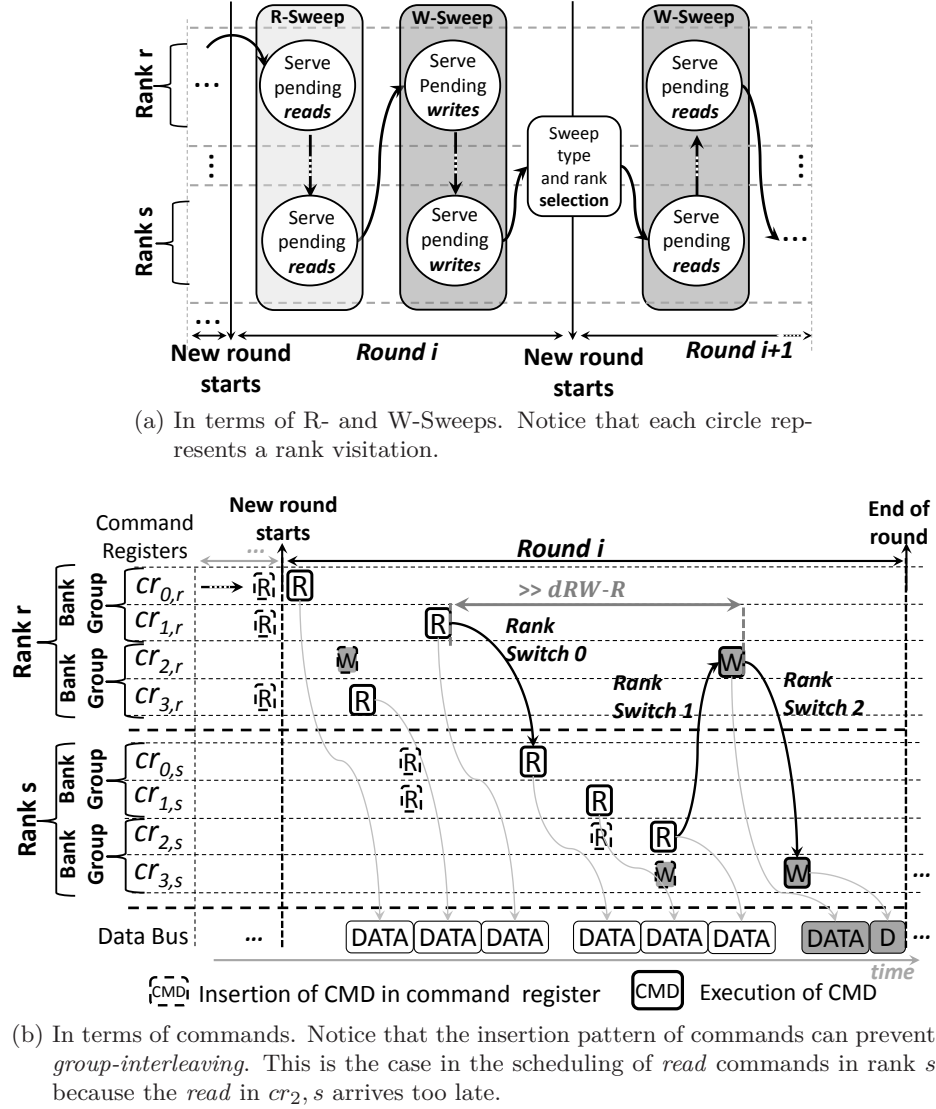 R-Sweep W-Sweep W-Sweep
Rank r
...
Serve pending reads
Serve Pending writes
Serve pending reads
Sweep type and rank selection
...
...
Rank s
Serve pending reads
Serve pending writes
Serve pending reads
...
...
New round starts
Round i
New round starts
Round i+1
(a) In terms of R- and W-Sweeps. Notice that each circle rep-
resents a rank visitation.
Command Registers
...
New round starts
Round i
End of round
Rank r
Bank Group
Bank Group
cr0,r R R
cr1,r R R
>> dRW-R
cr2,r W W
cr3,r R R
Rank Switch 0
Rank Switch 1
Rank Switch 2
Rank s
Bank Group
Bank Group
cr0,s R R
cr1,s R R
cr2,s R R
cr3,s W W ...
Data Bus ... DATA DATA DATA DATA DATA DATA DATA D ...
time
CMD Insertion of CMD in command register CMD Execution of CMD
(b) In terms of commands. Notice that the insertion pattern of commands can prevent
group-interleaving. This is the case in the scheduling of read commands in rank s
because the read in cr2, s arrives too late.